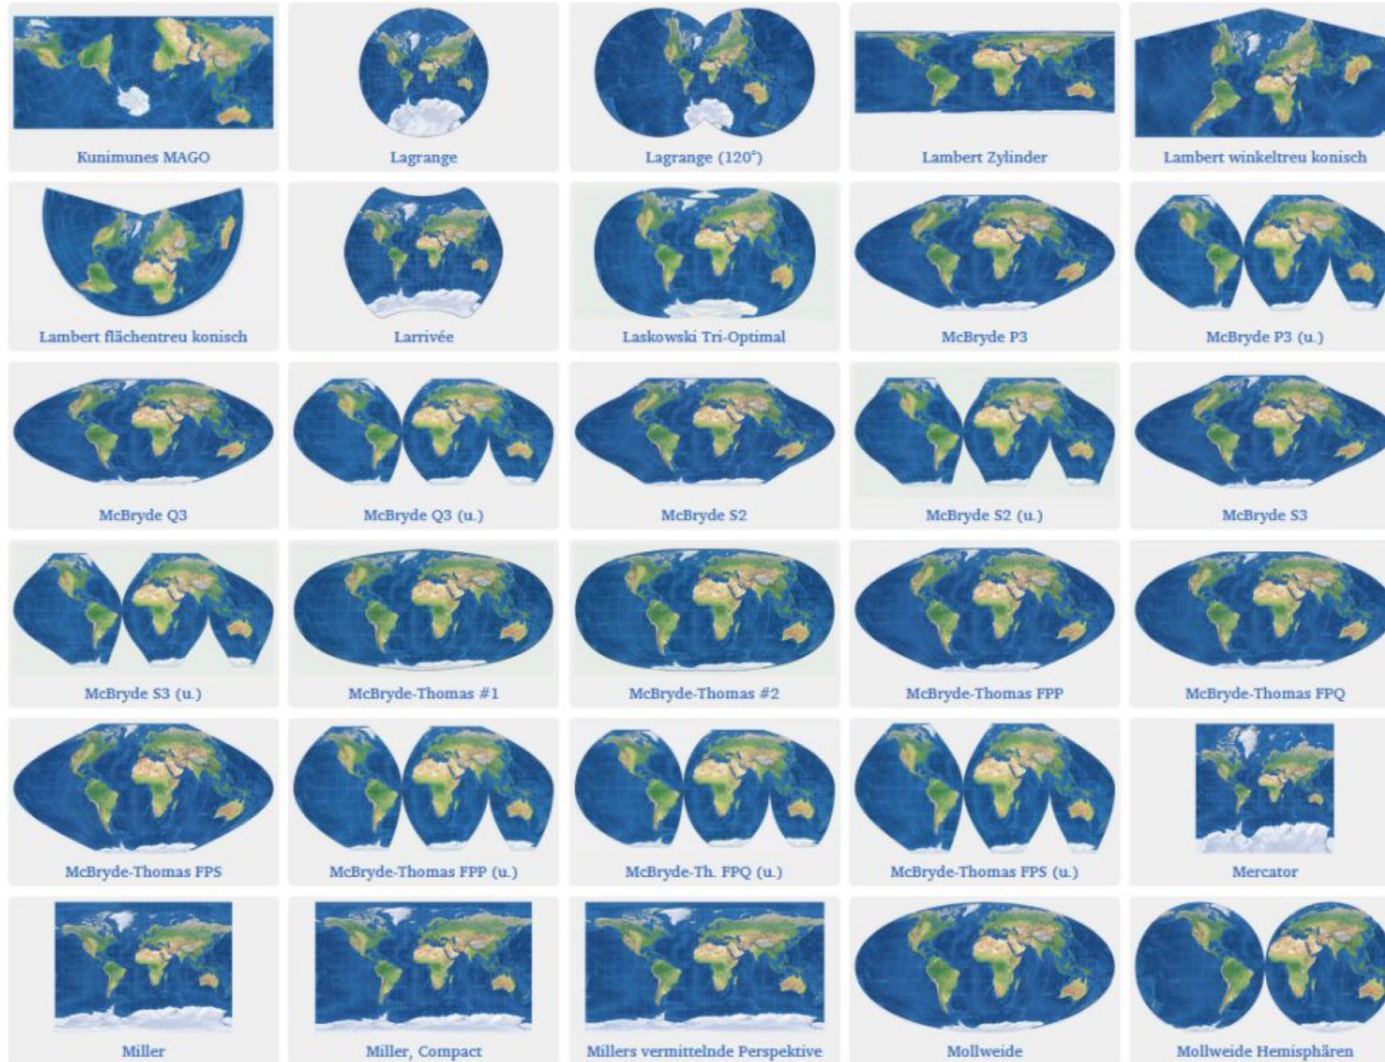 Kunimunes MAGO
Lagrange
Lagrange (120°)
Lambert Zylinder
Lambert winkeltreu konisch
Lambert flächentreu konisch
Larrivée
Laskowski Tri-Optimal
McBryde P3
McBryde P3 (u.)
McBryde Q3
McBryde Q3 (u.)
McBryde S2
McBryde S2 (u.)
McBryde S3
McBryde S3 (u.)
McBryde-Thomas #1
McBryde-Thomas #2
McBryde-Thomas FPP
McBryde-Thomas FPQ
McBryde-Thomas FPS
McBryde-Thomas FPP (u.)
McBryde-Th. FPQ (u.)
McBryde-Thomas FPS (u.)
Mercator
Miller
Miller, Compact
Millers vermittelnde Perspektive
Mollweide
Mollweide Hemisphären